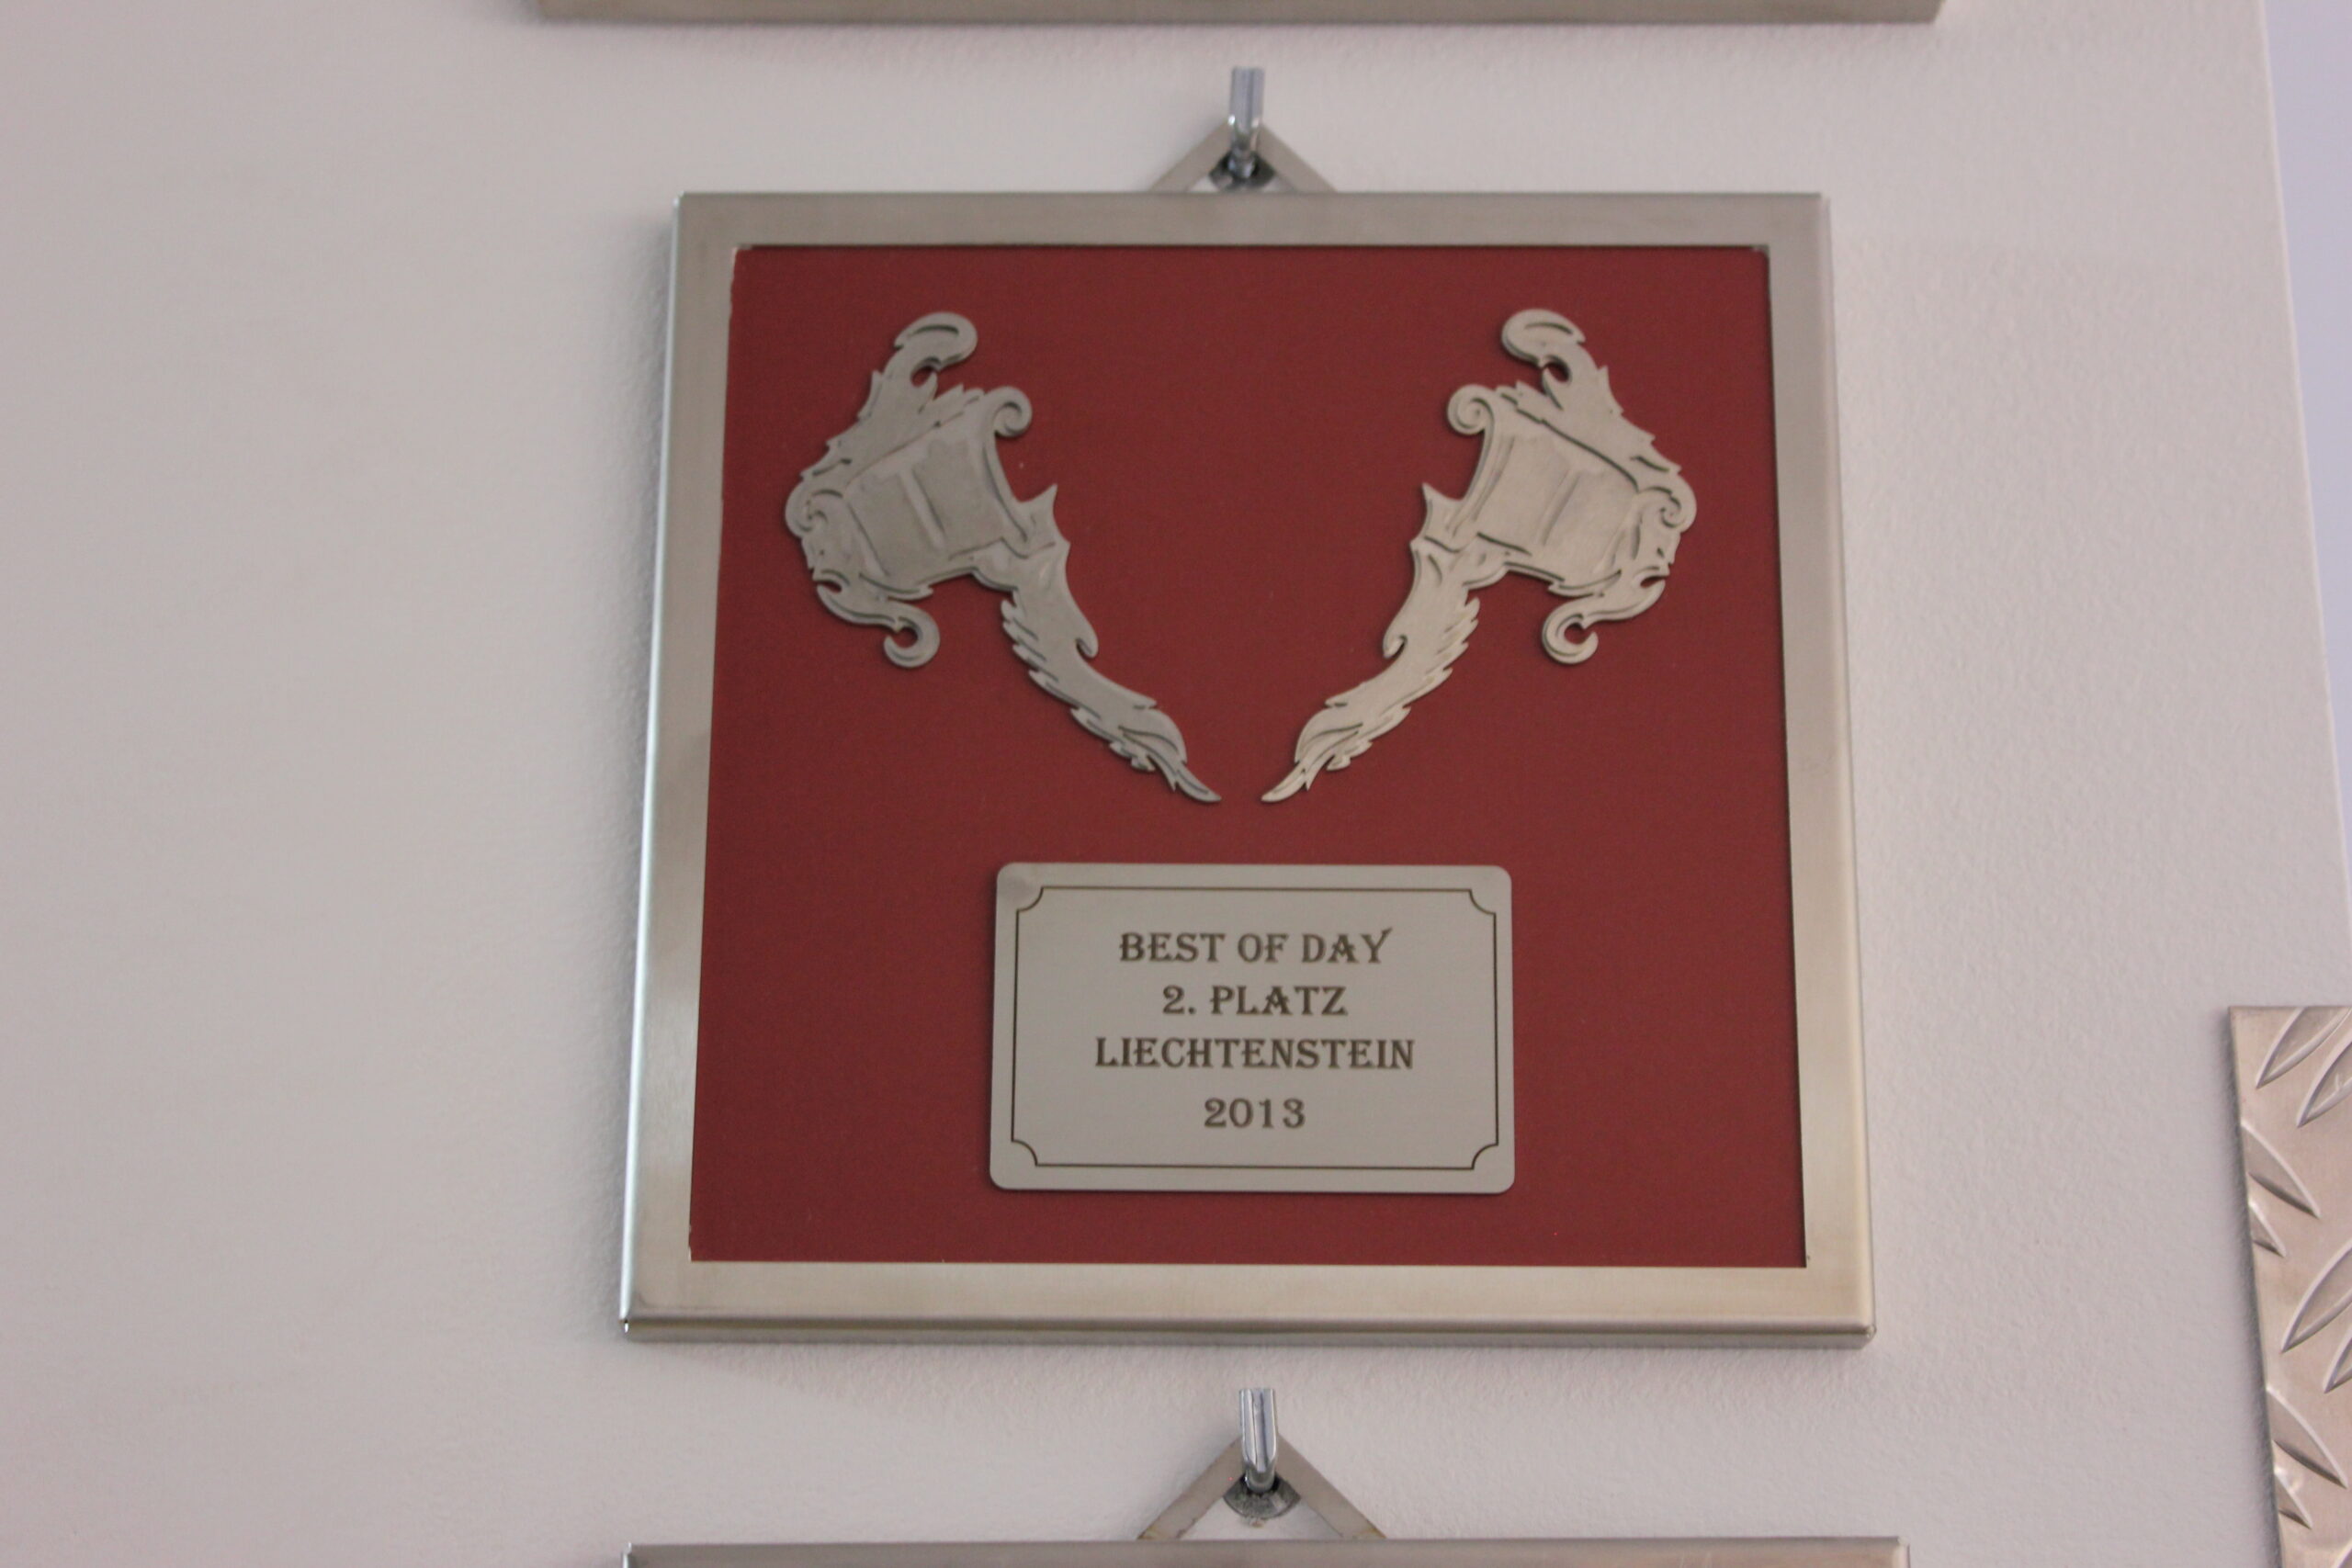 BEST OF DAY
2. PLATZ
LIECHTENSTEIN
2013